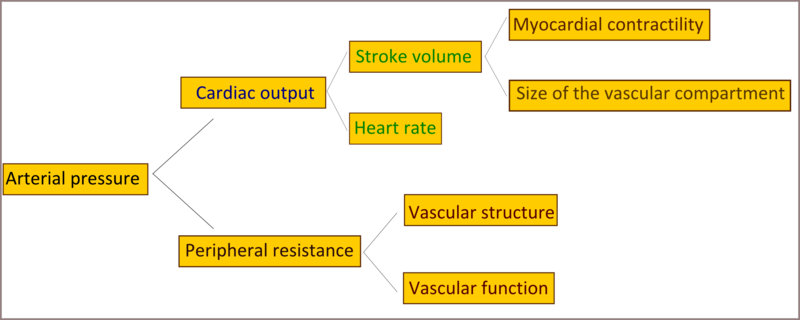 Myocardial contractility
Stroke volume
Cardiac output
Size of the vascular compartment
Heart rate
Arterial pressure
Vascular structure
Peripheral resistance
Vascular function